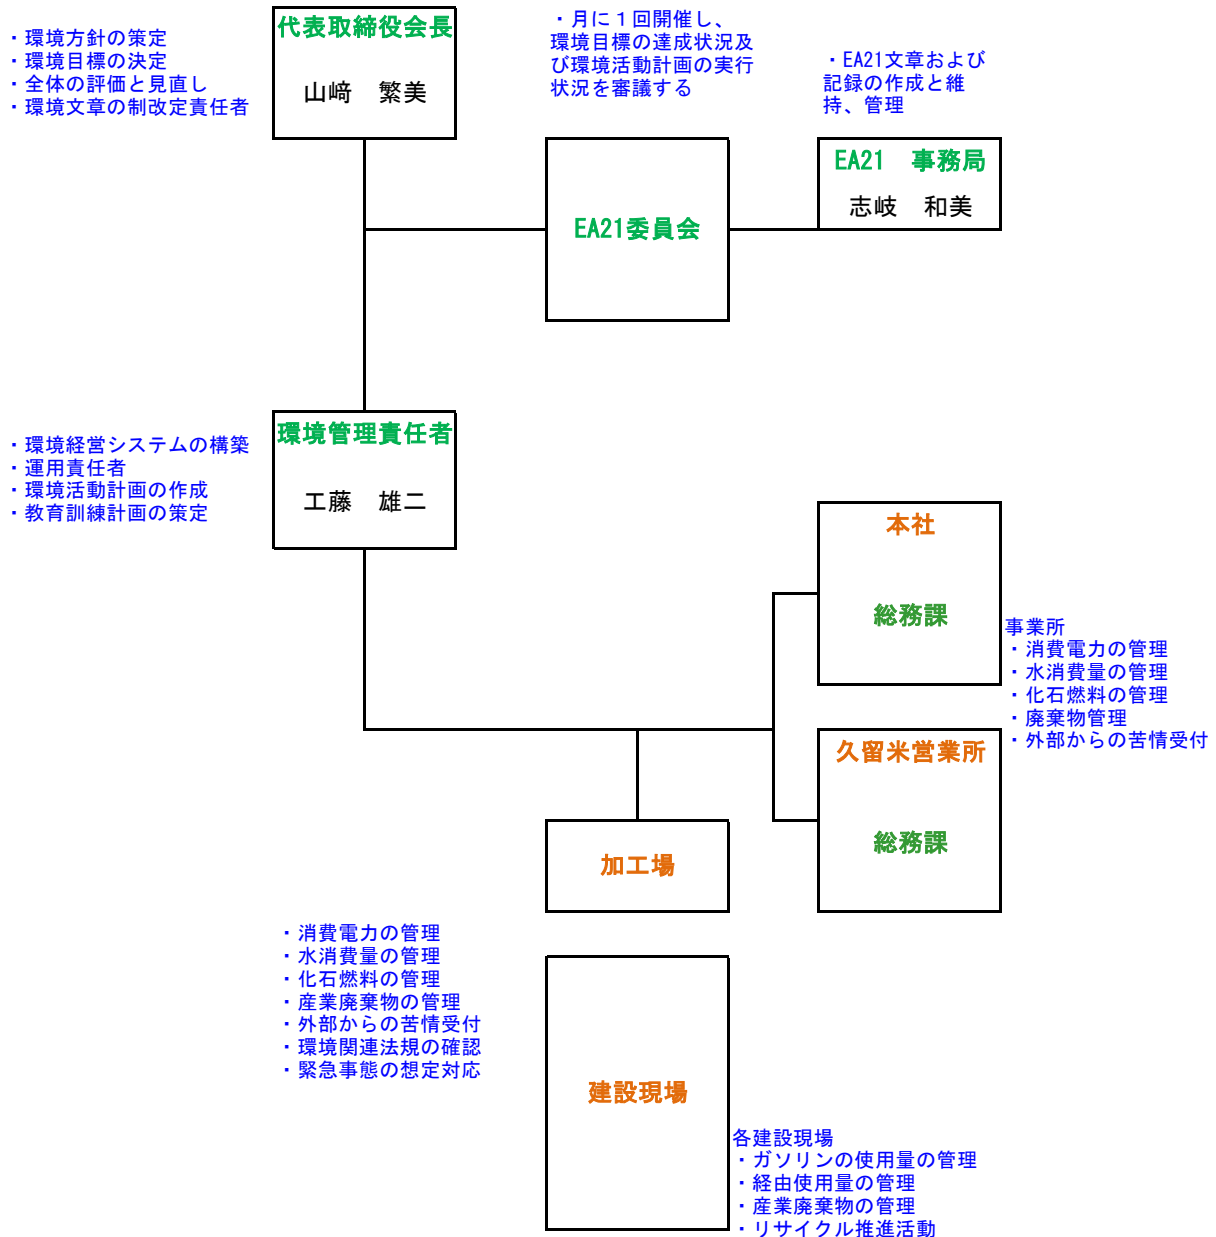 ・環境方針の策定
・環境目標の決定
・全体の評価と見直し
・環境文章の制改定責任者
代表取締役会長
山﨑　繁美
・月に１回開催し、
環境目標の達成状況及
び環境活動計画の実行
状況を審議する
・EA21文章および
記録の作成と維
持、管理
EA21　事務局
志岐　和美
EA21委員会
・環境経営システムの構築
・運用責任者
・環境活動計画の作成
・教育訓練計画の策定
環境管理責任者
工藤　雄二
本社
総務課
事業所
・消費電力の管理
・水消費量の管理
・化石燃料の管理
・廃棄物管理
・外部からの苦情受付
久留米営業所
総務課
加工場
・消費電力の管理
・水消費量の管理
・化石燃料の管理
・産業廃棄物の管理
・外部からの苦情受付
・環境関連法規の確認
・緊急事態の想定対応
建設現場
各建設現場
・ガソリンの使用量の管理
・経由使用量の管理
・産業廃棄物の管理
・リサイクル推進活動